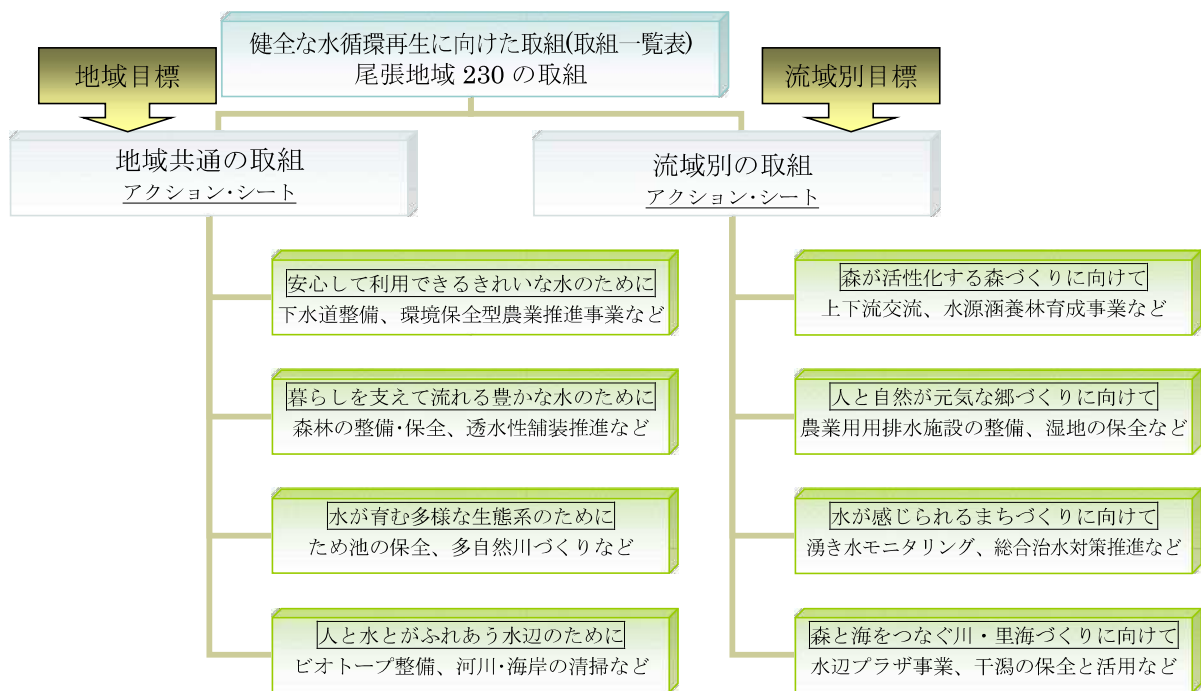 健全な水循環再生に向けた取組(取組一覧表)
尾張地域 230 の取組
地域目標
流域別目標
地域共通の取組
アクション･シート
流域別の取組
アクション･シート
安心して利用できるきれいな水のために
下水道整備、環境保全型農業推進事業など
暮らしを支えて流れる豊かな水のために
森林の整備･保全、透水性舗装推進など
水が育む多様な生態系のために
ため池の保全、多自然川づくりなど
人と水とがふれあう水辺のために
ビオトープ整備、河川･海岸の清掃など
森が活性化する森づくりに向けて
上下流交流、水源涵養林育成事業など
人と自然が元気な郷づくりに向けて
農業用用排水施設の整備、湿地の保全など
水が感じられるまちづくりに向けて
湧き水モニタリング、総合治水対策推進など
森と海をつなぐ川・里海づくりに向けて
水辺プラザ事業、干潟の保全と活用など